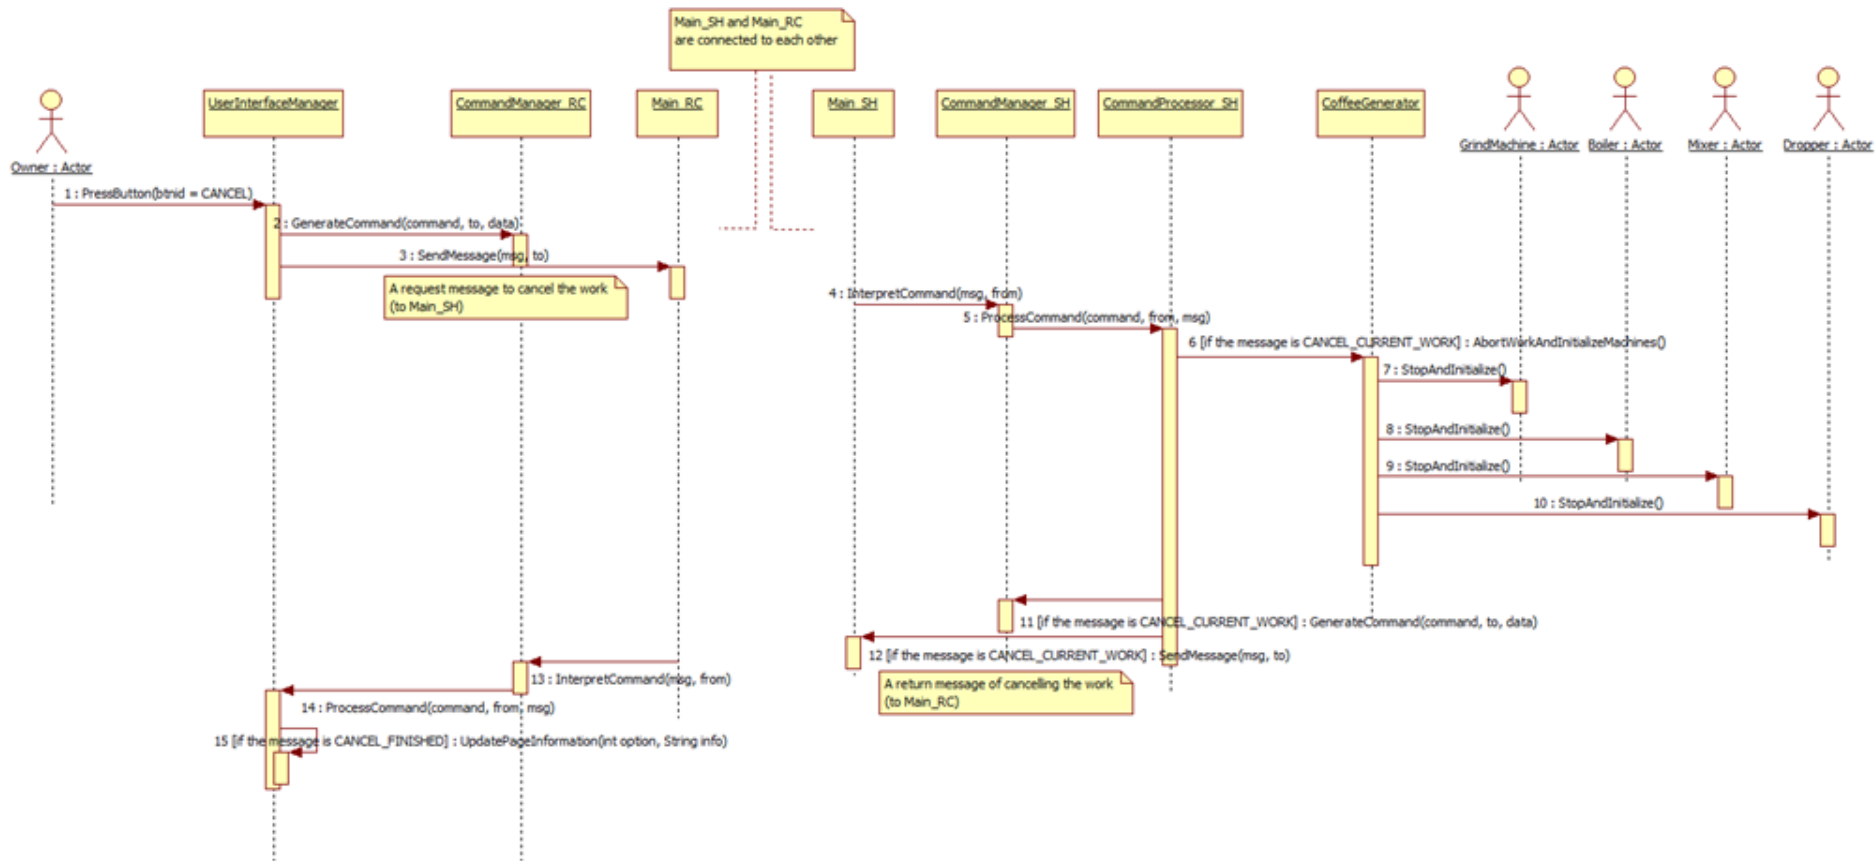 Main_SH and Main_RC
are connected to each other
UserInterfaceManager
CommandManager_RC
Main_RC
Main_SH
CommandManager_SH
CommandProcessor_SH
CoffeeGenerator
Owner : Actor
GrindMachine : Actor
Boiler : Actor
Mixer : Actor
Dropper : Actor
1 : PressButton(btnid = CANCEL)
2 : GenerateCommand(command, to, data)
3 : SendMessage(msg, to)
A request message to cancel the work
(to Main_SH)
4 : InterpretCommand(msg, from)
5 : ProcessCommand(command, from, msg)
6 [if the message is CANCEL_CURRENT_WORK] : AbortWorkAndInitializeMachines()
7 : StopAndInitialize()
8 : StopAndInitialize()
9 : StopAndInitialize()
10 : StopAndInitialize()
11 [if the message is CANCEL_CURRENT_WORK] : GenerateCommand(command, to, data)
12 [if the message is CANCEL_CURRENT_WORK] : SendMessage(msg, to)
A return message of cancelling the work
(to Main_RC)
13 : InterpretCommand(msg, from)
14 : ProcessCommand(command, from, msg)
15 [if the message is CANCEL_FINISHED] : UpdatePageInformation(int option, String info)